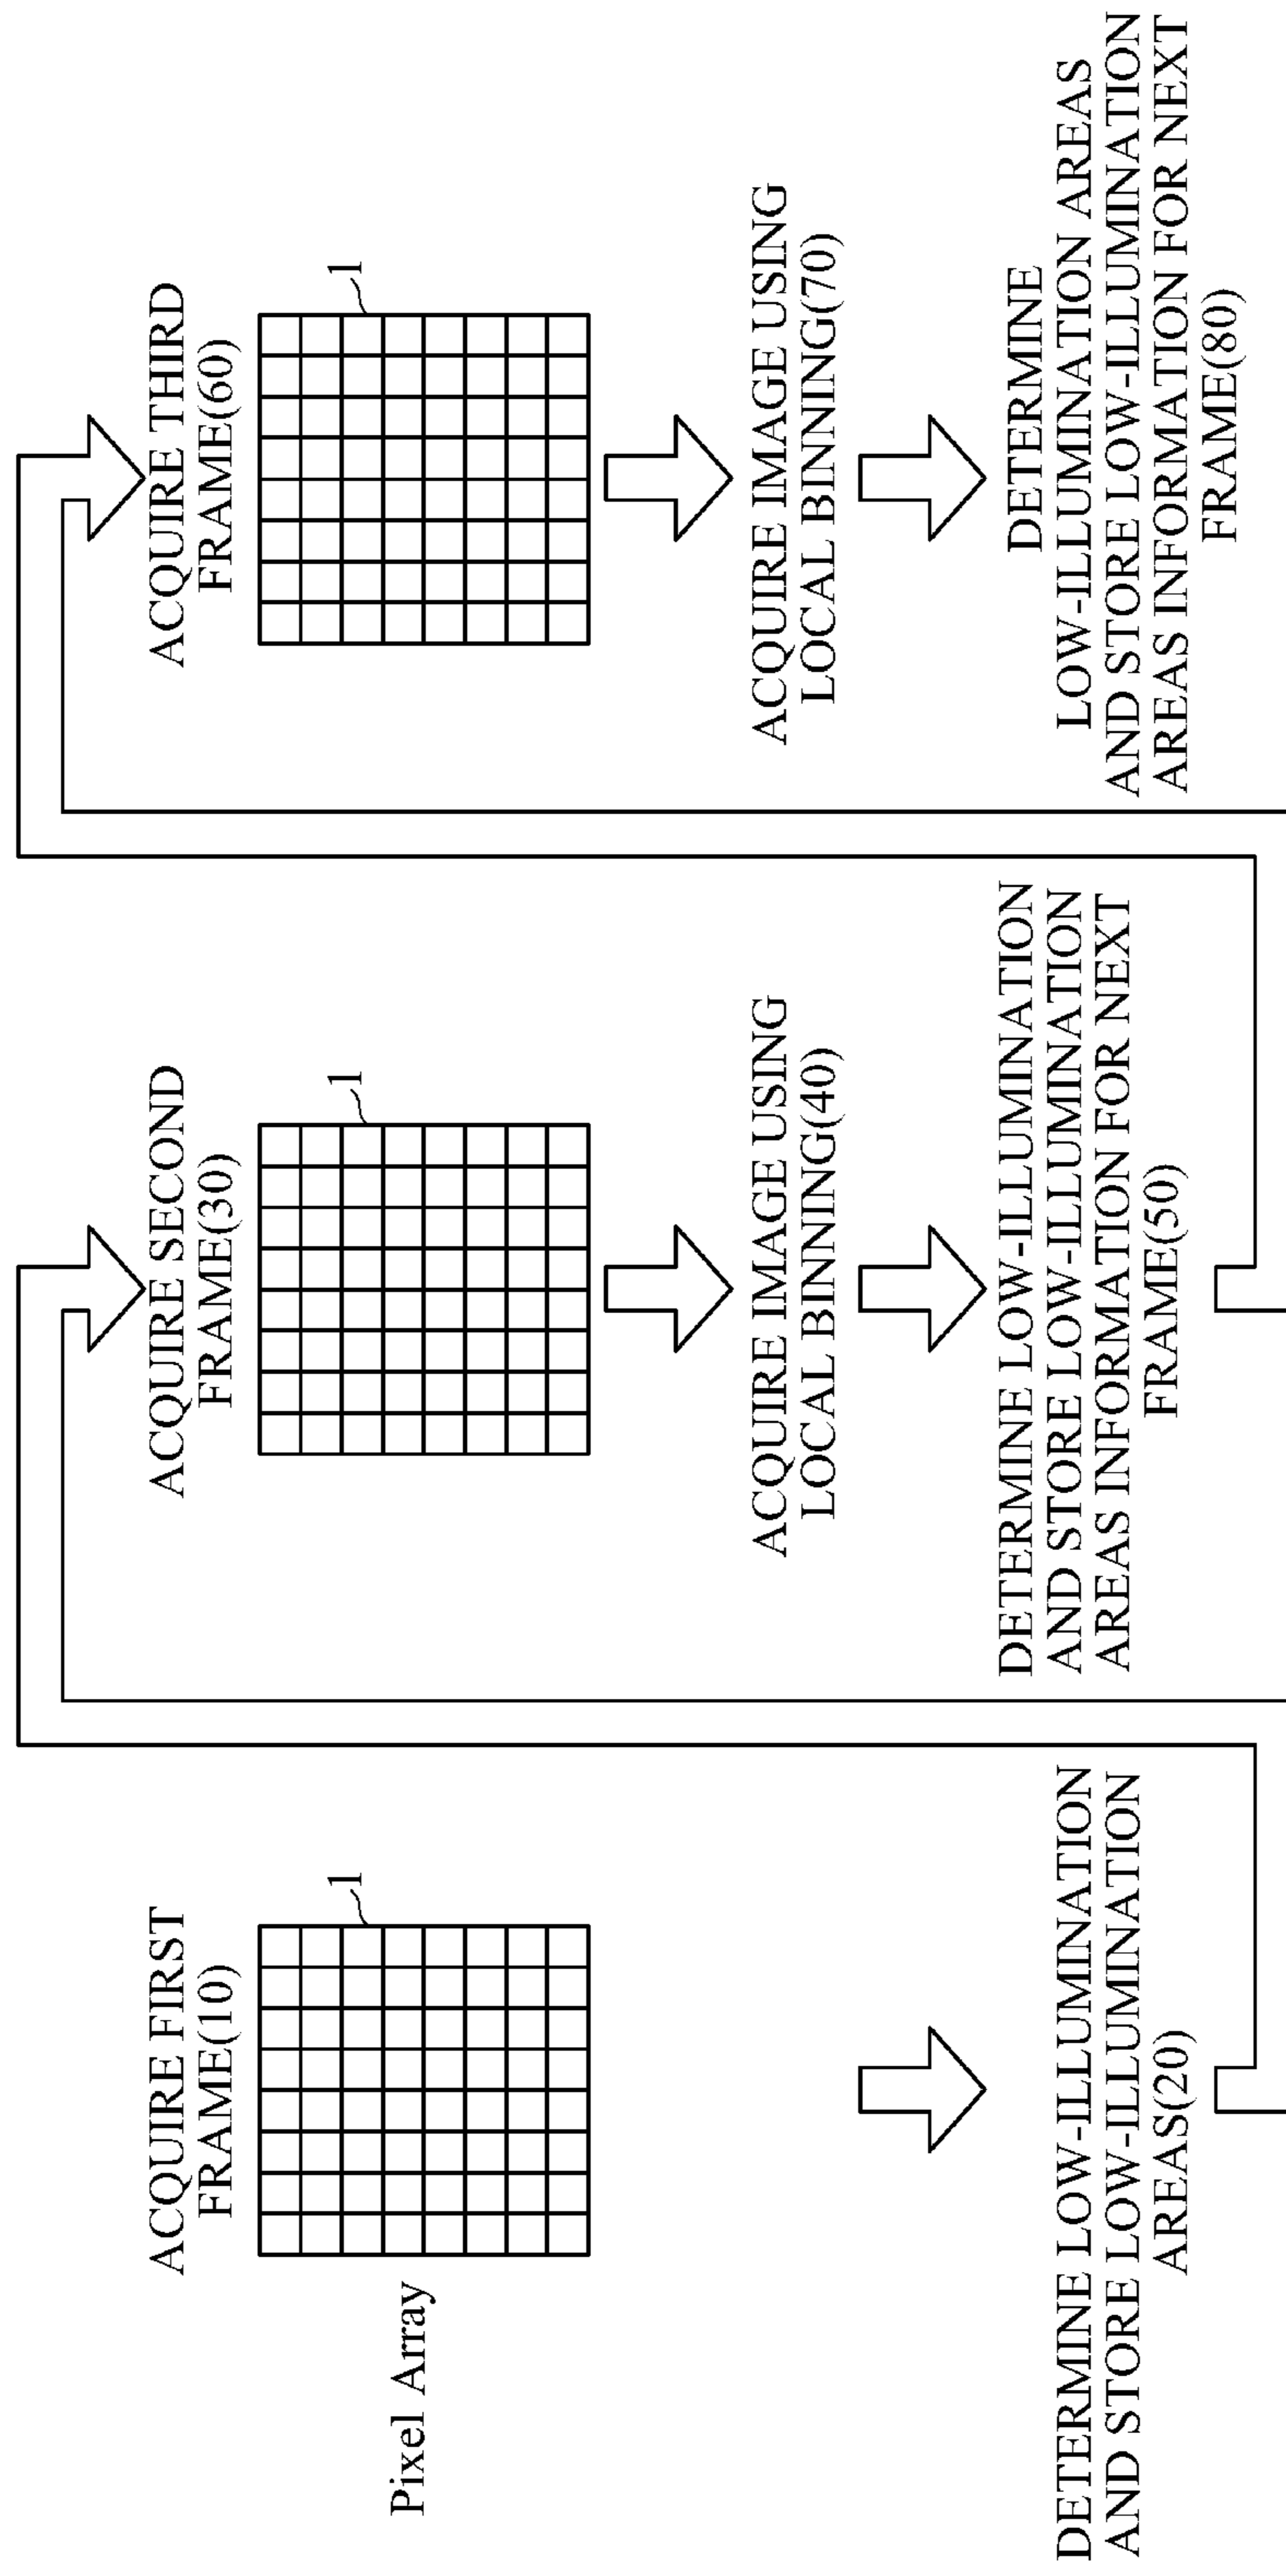 ACQUIRE FIRST
FRAME(10)
Pixel Array
1
DETERMINE LOW-ILLUMINATION
AND STORE LOW-ILLUMINATION
AREAS(20)
ACQUIRE SECOND
FRAME(30)
1
ACQUIRE IMAGE USING
LOCAL BINNING(40)
DETERMINE LOW-ILLUMINATION
AND STORE LOW-ILLUMINATION
AREAS INFORMATION FOR NEXT
FRAME(50)
ACQUIRE THIRD
FRAME(60)
1
ACQUIRE IMAGE USING
LOCAL BINNING(70)
DETERMINE
LOW-ILLUMINATION AREAS
AND STORE LOW-ILLUMINATION
AREAS INFORMATION FOR NEXT
FRAME(80)